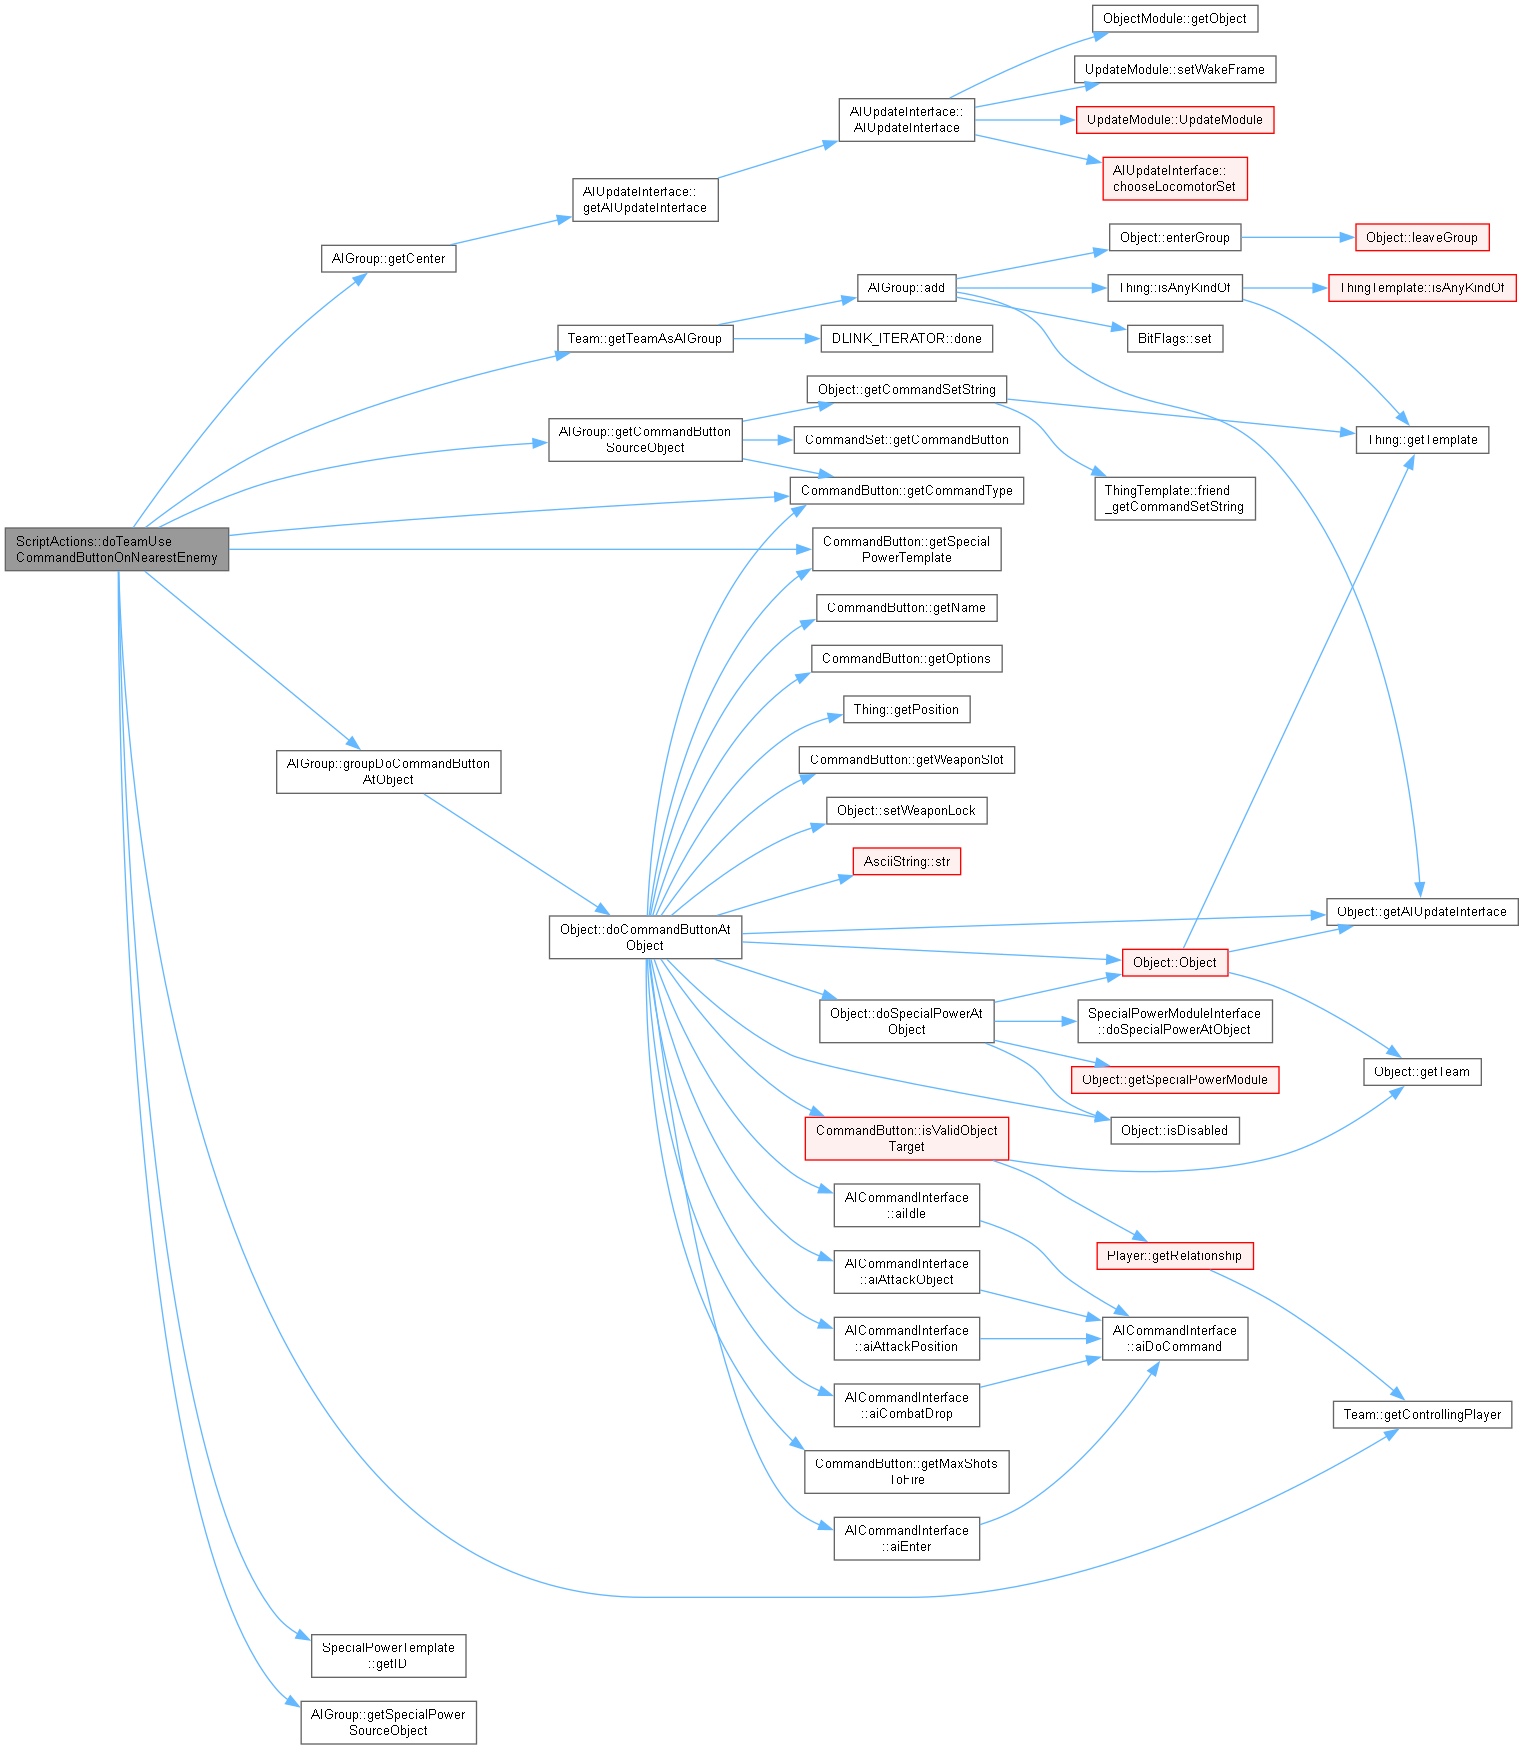 ObjectModule::getObject
UpdateModule::setWakeFrame
AIUpdateInterface::
AIUpdateInterface
UpdateModule::UpdateModule
AIUpdateInterface::
chooseLocomotorSet
AIUpdateInterface::
getAIUpdateInterface
Object::enterGroup
Object::leaveGroup
AIGroup::getCenter
AIGroup::add
Thing::isAnyKindOf
ThingTemplate::isAnyKindOf
Team::getTeamAsAIGroup
DLINK_ITERATOR::done
BitFlags::set
Object::getCommandSetString
AIGroup::getCommandButton
SourceObject
CommandSet::getCommandButton
Thing::getTemplate
CommandButton::getCommandType
ThingTemplate::friend
_getCommandSetString
ScriptActions::doTeamUse
CommandButtonOnNearestEnemy
CommandButton::getSpecial
PowerTemplate
CommandButton::getName
CommandButton::getOptions
Thing::getPosition
AIGroup::groupDoCommandButton
AtObject
CommandButton::getWeaponSlot
Object::setWeaponLock
AsciiString::str
Object::getAIUpdateInterface
Object::doCommandButtonAt
Object
Object::Object
Object::doSpecialPowerAt
Object
SpecialPowerModuleInterface
::doSpecialPowerAtObject
Object::getSpecialPowerModule
Object::getTeam
CommandButton::isValidObject
Target
Object::isDisabled
AICommandInterface
::aiIdle
Player::getRelationship
AICommandInterface
::aiAttackObject
AICommandInterface
::aiAttackPosition
AICommandInterface
::aiDoCommand
AICommandInterface
::aiCombatDrop
Team::getControllingPlayer
CommandButton::getMaxShots
ToFire
AICommandInterface
::aiEnter
SpecialPowerTemplate
::getID
AIGroup::getSpecialPower
SourceObject